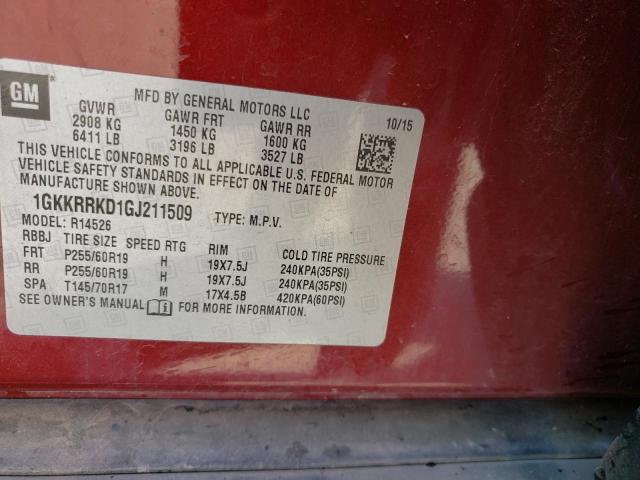 GM
MFD BY GENERAL MOTORS LLC
10/15
GVWR GAWR FRT GAWR RR
2908 KG 1450 KG 1600 KG
6411 LB 3196 LB 3527 LB
THIS VEHICLE CONFORMS TO ALL APPLICABLE U.S. FEDERAL MOTOR
VEHICLE SAFETY STANDARDS IN EFFECT ON THE DATE OF
MANUFACTURE SHOWN ABOVE.
1GKKRRKD1GJ211509 TYPE: M.P.V.
MODEL: R14526
RBBJ TIRE SIZE SPEED RTG RIM COLD TIRE PRESSURE
FRT P255/60R19 H 19X7.5J 240KPA(35PSI)
RR P255/60R19 H 19X7.5J 240KPA(35PSI)
SPA T145/70R17 M 17X4.5B 420KPA(60PSI)
SEE OWNER'S MANUAL FOR MORE INFORMATION.